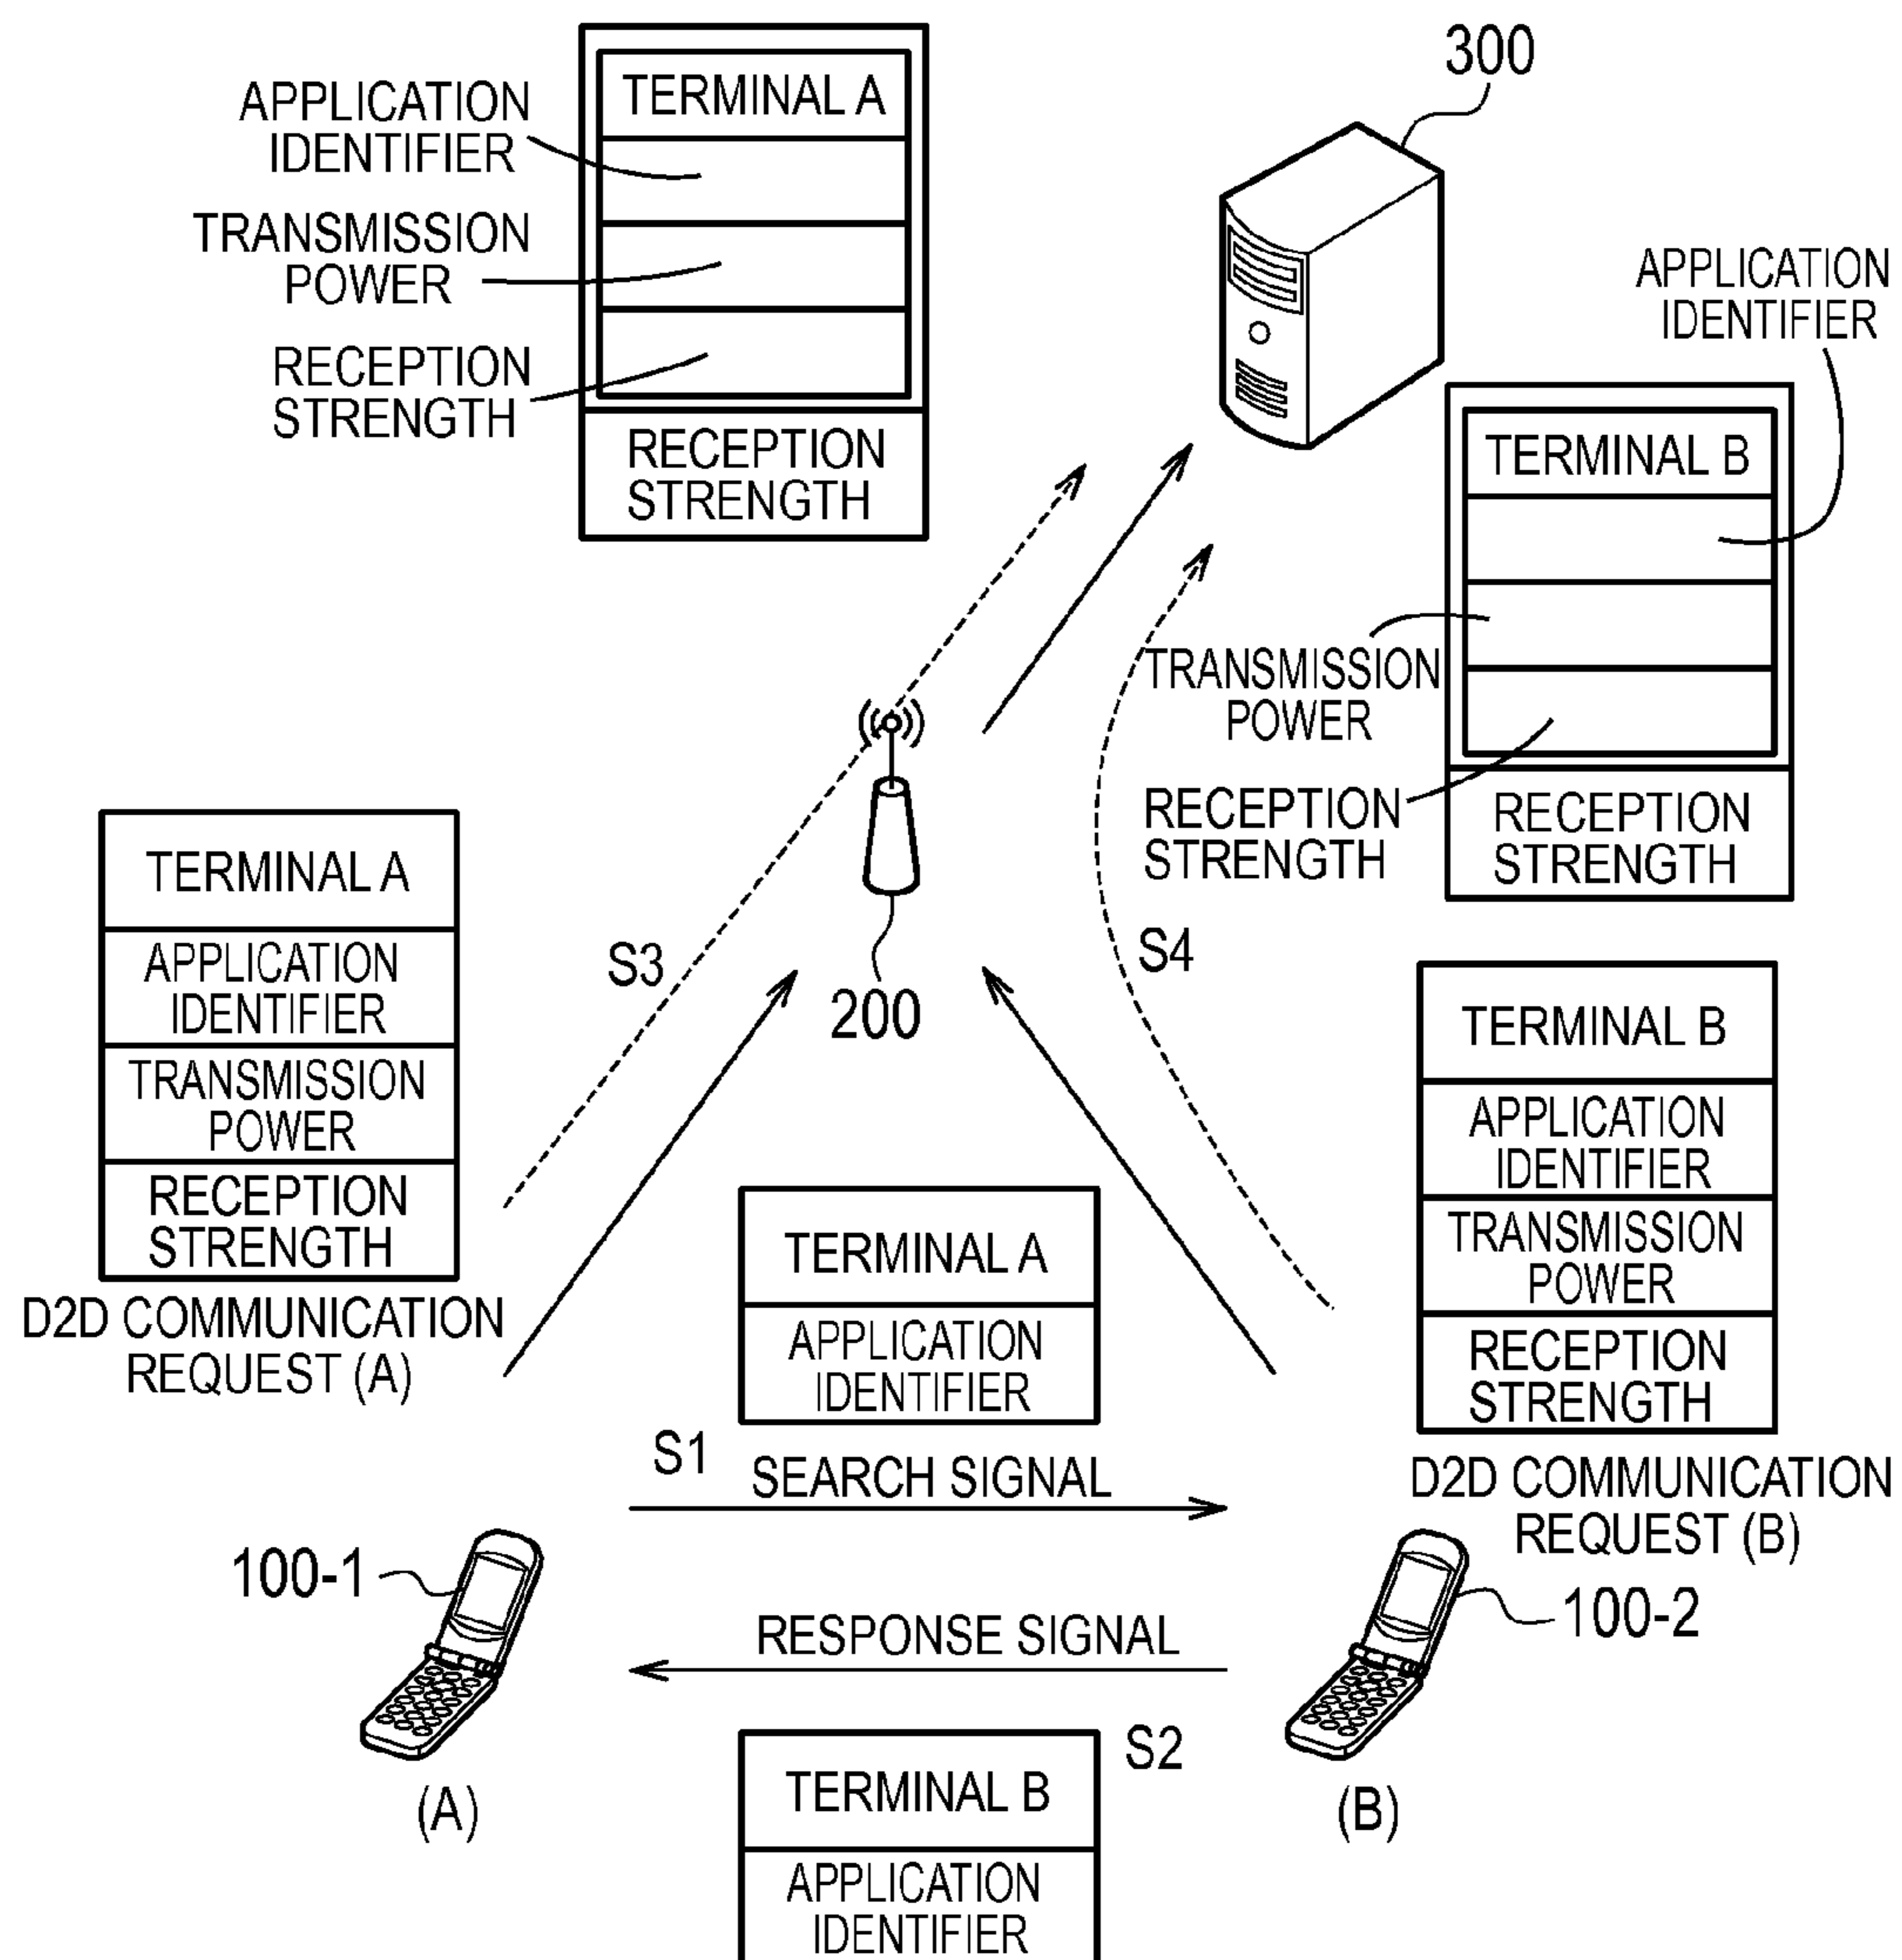 300
TERMINAL A
APPLICATION
IDENTIFIER
TRANSMISSION
POWER
RECEPTION
STRENGTH
RECEPTION
STRENGTH
APPLICATION
IDENTIFIER
TERMINAL B
TRANSMISSION
POWER
RECEPTION
STRENGTH
RECEPTION
STRENGTH
TERMINAL A
APPLICATION
IDENTIFIER
TRANSMISSION
POWER
RECEPTION
STRENGTH
D2D COMMUNICATION
REQUEST (A)
S3
200
S4
TERMINAL B
APPLICATION
IDENTIFIER
TRANSMISSION
POWER
RECEPTION
STRENGTH
D2D COMMUNICATION
REQUEST (B)
TERMINAL A
APPLICATION
IDENTIFIER
S1
SEARCH SIGNAL
100-1
100-2
RESPONSE SIGNAL
S2
(A)
(B)
TERMINAL B
APPLICATION
IDENTIFIER